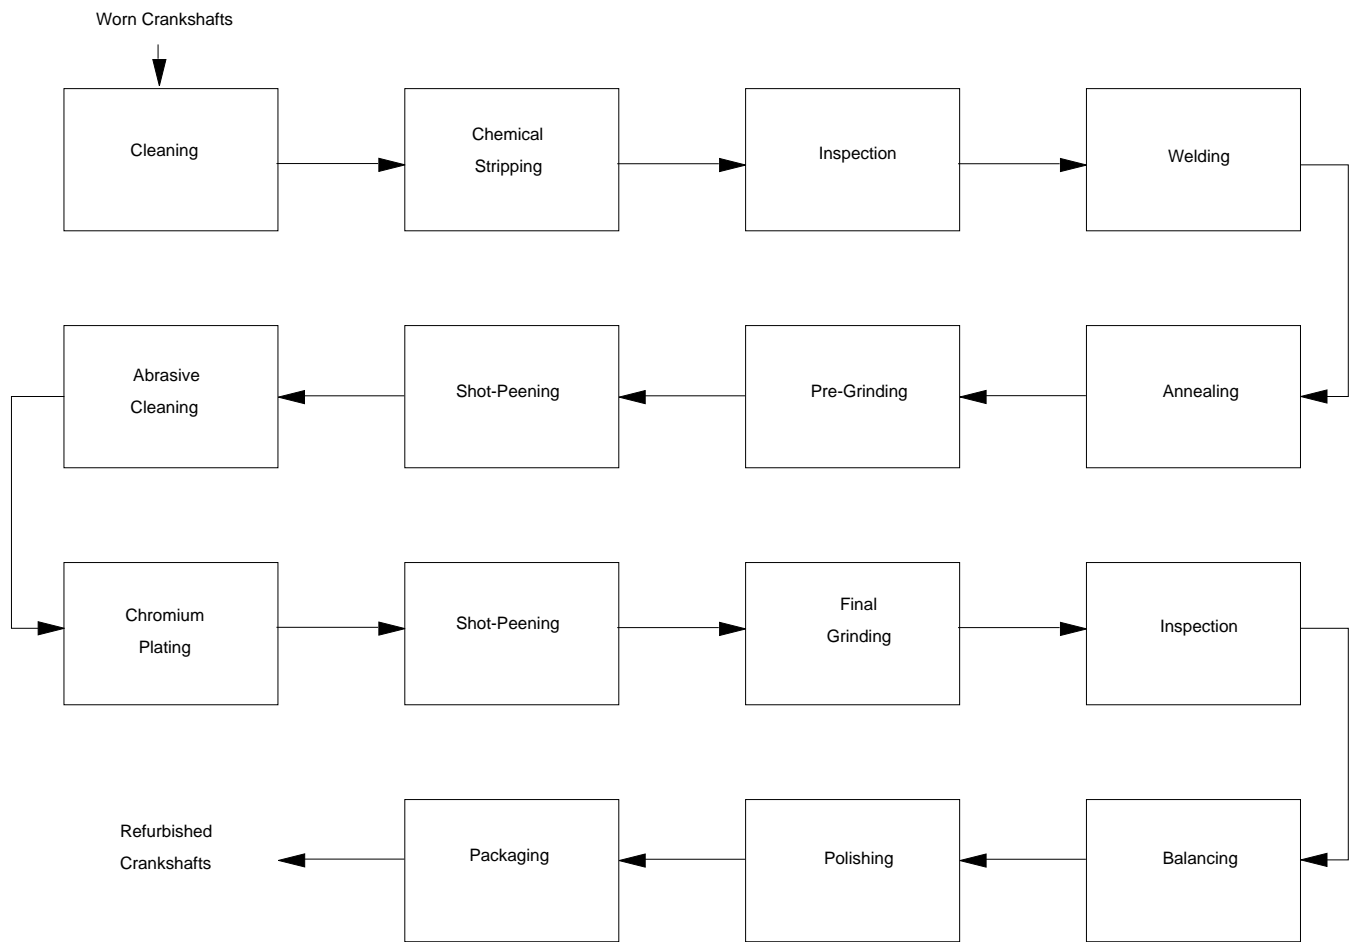 Worn Crankshafts
Cleaning
Chemical
Stripping
Inspection
Welding
Annealing
Pre-Grinding
Shot-Peening
Abrasive
Cleaning
Chromium
Plating
Shot-Peening
Final
Grinding
Inspection
Balancing
Polishing
Packaging
Refurbished
Crankshafts